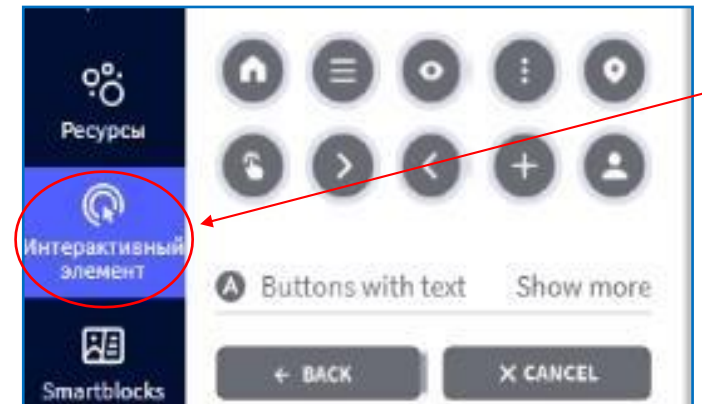 Ресурсы
Интерактивный
элемент
Smartblocks
A Buttons with text Show more
← BACK
× CANCEL